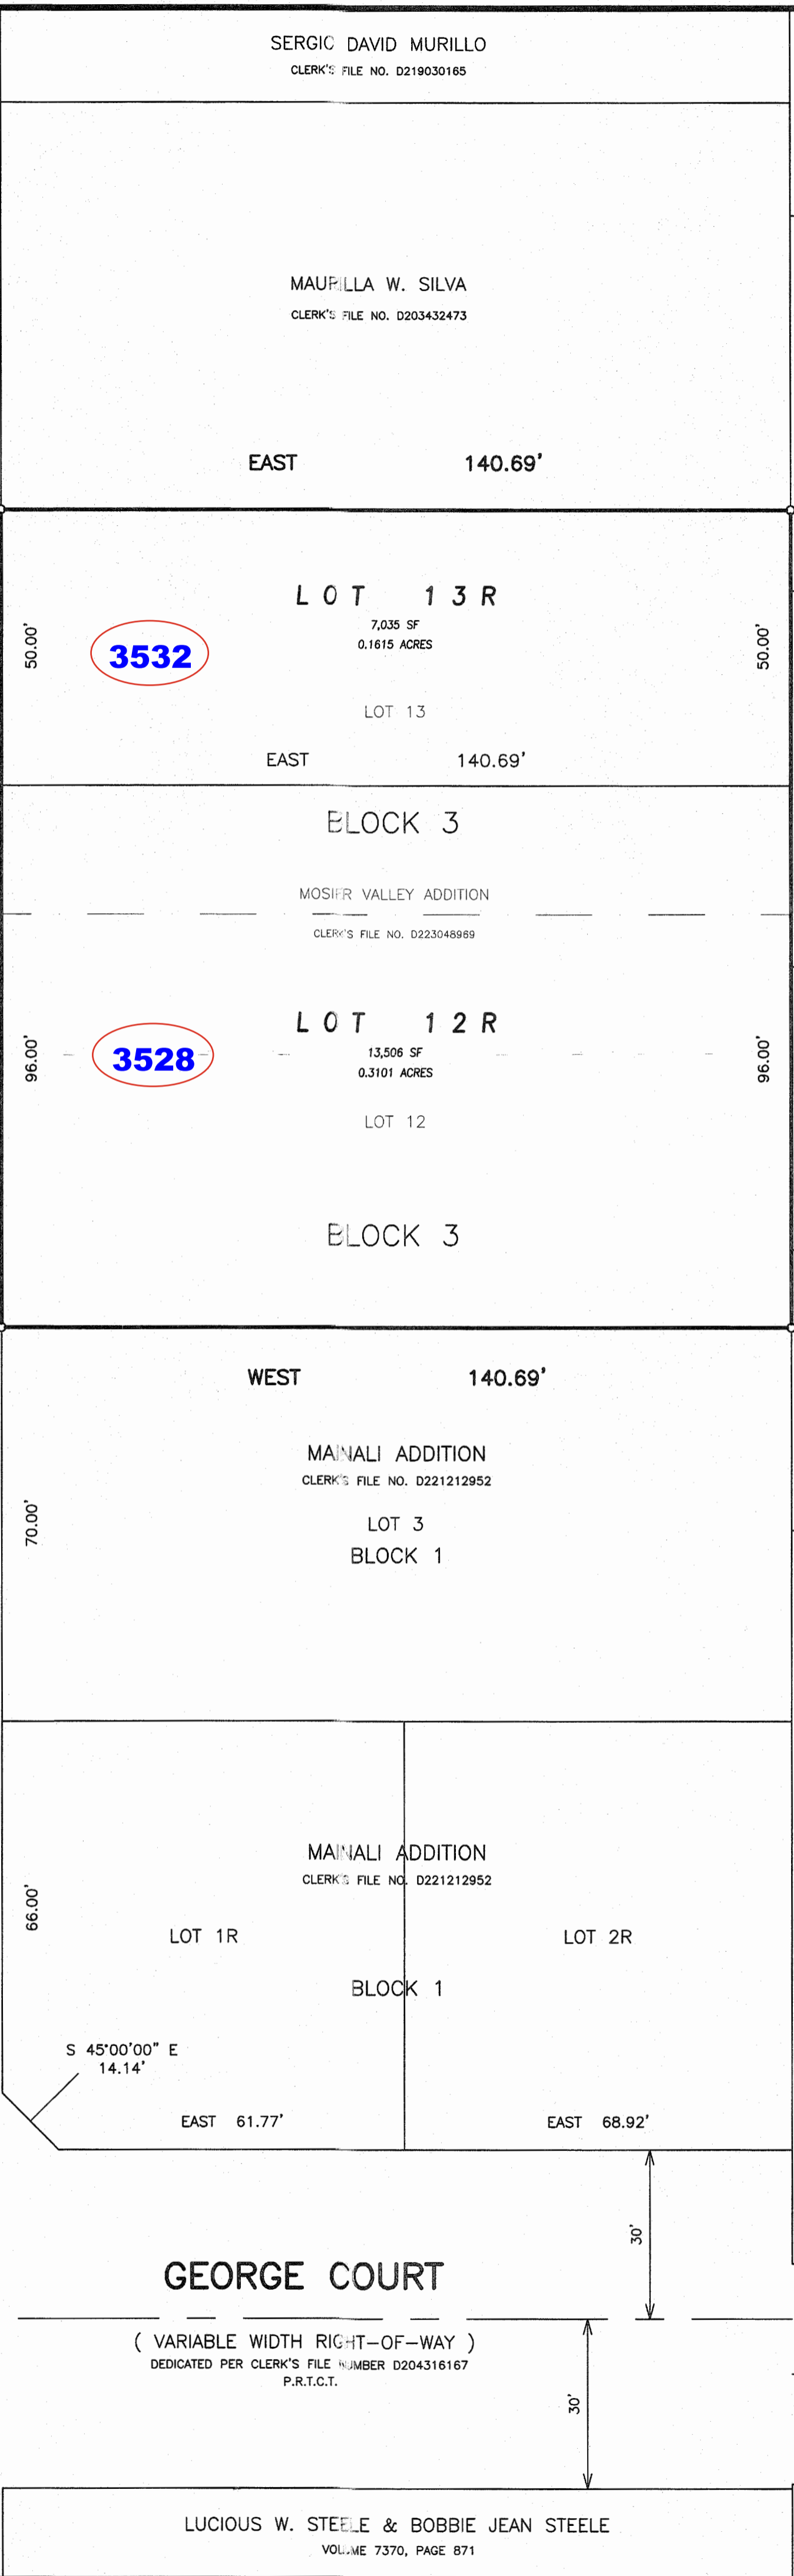 SERGIO DAVID MURILLO
CLERK'S FILE NO. D219030165
MAURILLA W. SILVA
CLERK'S FILE NO. D203432473
EAST 140.69'
LOT 13R
7,035 SF
0.1615 ACRES
50.00'
3532
50.00'
LOT 13
EAST 140.69'
BLOCK 3
MOSIER VALLEY ADDITION
CLERK'S FILE NO. D223048969
LOT 12R
13,506 SF
0.3101 ACRES
96.00'
3528
96.00'
LOT 12
BLOCK 3
WEST 140.69'
MAINALI ADDITION
CLERK'S FILE NO. D221212952
70.00'
LOT 3
BLOCK 1
MAINALI ADDITION
CLERK'S FILE NO. D221212952
66.00'
LOT 1R
LOT 2R
BLOCK 1
S 45°00'00" E
14.14'
EAST 61.77'
EAST 68.92'
30'
GEORGE COURT
( VARIABLE WIDTH RIGHT-OF-WAY )
DEDICATED PER CLERK'S FILE NUMBER D204316167
P.R.T.C.T.
30'
LUCIOUS W. STEELE & BOBBIE JEAN STEELE
VOLUME 7370, PAGE 871